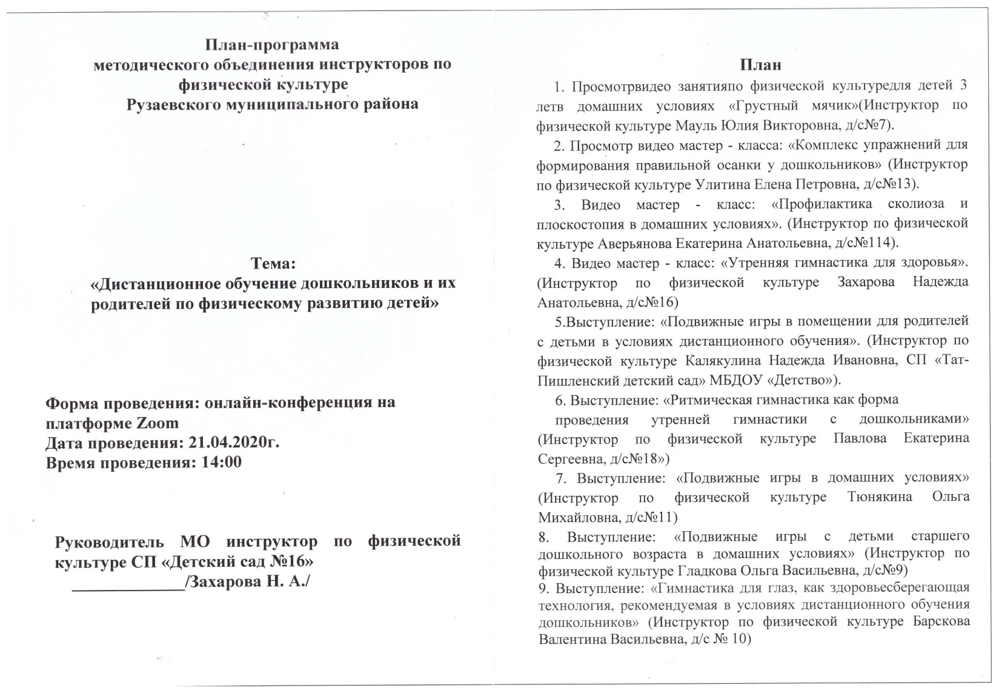 План-программа
методического объединения инструкторов по
физической культуре
Рузаевского муниципального района
Тема:
«Дистанционное обучение дошкольников и их
родителей по физическому развитию детей»
Форма проведения: онлайн-конференция на
платформе Zoom
Дата проведения: 21.04.2020г.
Время проведения: 14:00
Руководитель МО инструктор по физической
культуре СП «Детский сад №16»
_____________/Захарова Н. А./
План
1. Просмотрвидео занятияпо физической культуредля детей 3
летв домашних условиях «Грустный мячик»(Инструктор по
физической культуре Мауль Юлия Викторовна, д/с№7).
2. Просмотр видео мастер - класса: «Комплекс упражнений для
формирования правильной осанки у дошкольников» (Инструктор
по физической культуре Улитина Елена Петровна, д/с№13).
3. Видео мастер - класс: «Профилактика сколиоза и
плоскостопия в домашних условиях». (Инструктор по физической
культуре Аверьянова Екатерина Анатольевна, д/с№114).
4. Видео мастер - класс: «Утренняя гимнастика для здоровья».
(Инструктор по физической культуре Захарова Надежда
Анатольевна, д/с№16)
5.Выступление: «Подвижные игры в помещении для родителей
с детьми в условиях дистанционного обучения». (Инструктор по
физической культуре Калякулина Надежда Ивановна, СП «Тат-
Пишленский детский сад» МБДОУ «Детство»).
6. Выступление: «Ритмическая гимнастика как форма
проведения утренней гимнастики с дошкольниками»
(Инструктор по физической культуре Павлова Екатерина
Сергеевна, д/с№18»)
7. Выступление: «Подвижные игры в домашних условиях»
(Инструктор по физической культуре Тюнякина Ольга
Михайловна, д/с№11)
8. Выступление: «Подвижные игры с детьми старшего
дошкольного возраста в домашних условиях» (Инструктор по
физической культуре Гладкова Ольга Васильевна, д/с№9)
9. Выступление: «Гимнастика для глаз, как здоровьесберегающая
технология, рекомендуемая в условиях дистанционного обучения
дошкольников» (Инструктор по физической культуре Барскова
Валентина Васильевна, д/с № 10)